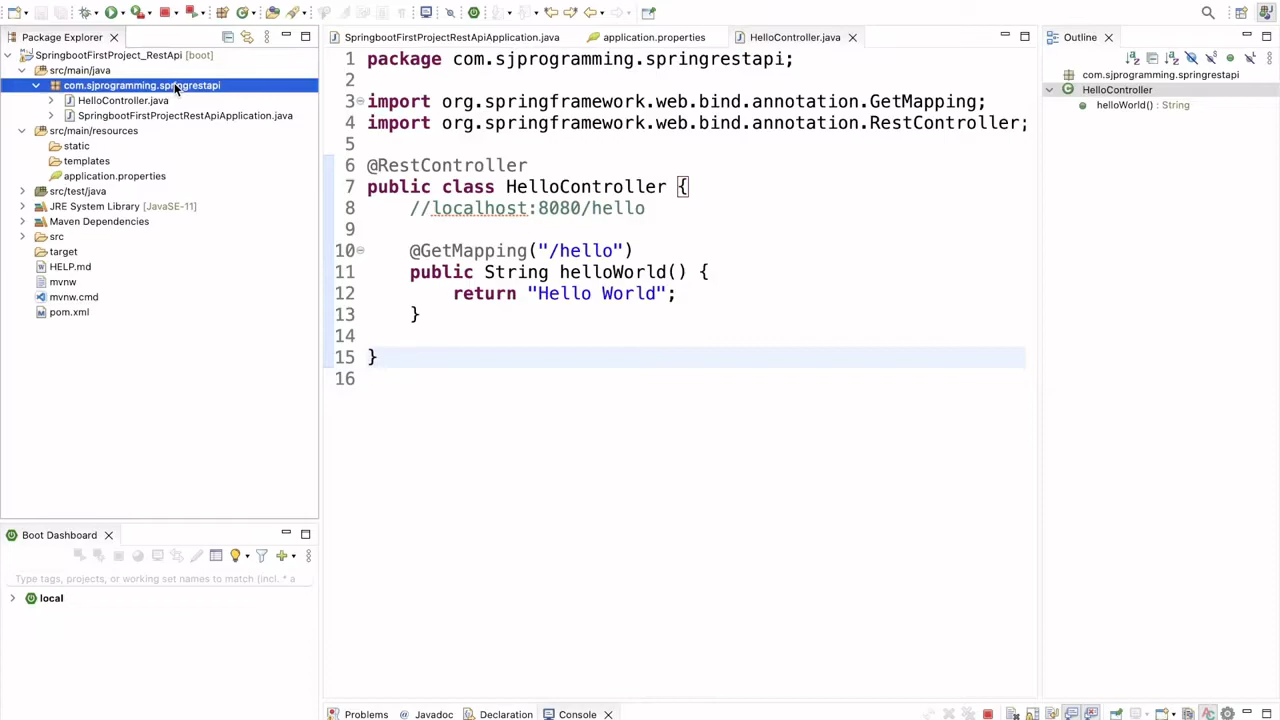 Package Explorer
SpringbootFirstProject_RestApi [boot]
src/main/java
com.sjprogramming.springrestapi
HelloController.java
SpringbootFirstProjectRestApiApplication.java
src/main/resources
static
templates
application.properties
src/test/java
JRE System Library [JavaSE-11]
Maven Dependencies
src
target
HELP.md
mvnw
mvnw.cmd
pom.xml
Boot Dashboard
Type tags, projects, or working set names to match (incl. * a
local
SpringbootFirstProjectRestApiApplication.java
application.properties
HelloController.java
1 package com.sjprogramming.springrestapi;
2
3 import org.springframework.web.bind.annotation.GetMapping;
4 import org.springframework.web.bind.annotation.RestController;
5
6 @RestController
7 public class HelloController {
8 //localhost:8080/hello
9
10 @GetMapping("/hello")
11 public String helloWorld() {
12 return "Hello World";
13 }
14
15 }
16
Outline
com.sjprogramming.springrestapi
HelloController
helloWorld() : String
Problems
@ Javadoc
Declaration
Console